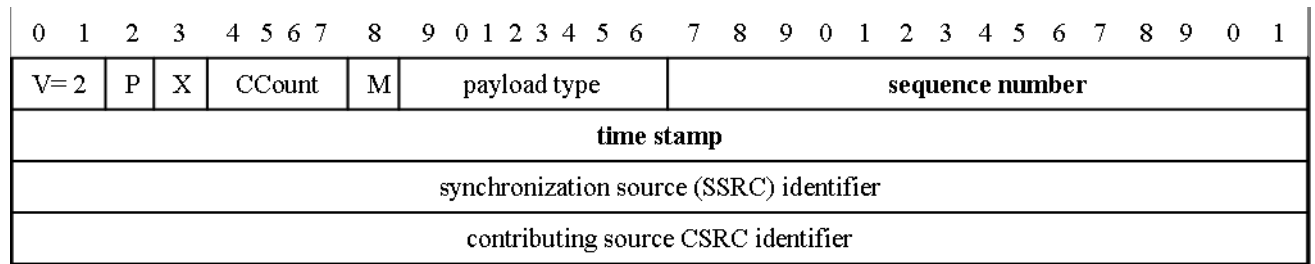 0 1 2 3 4 5 6 7 8 9 0 1 2 3 4 5 6 7 8 9 0 1 2 3 4 5 6 7 8 9 0 1
V= 2 P X CCount M payload type sequence number
time stamp
synchronization source (SSRC) identifier
contributing source CSRC identifier